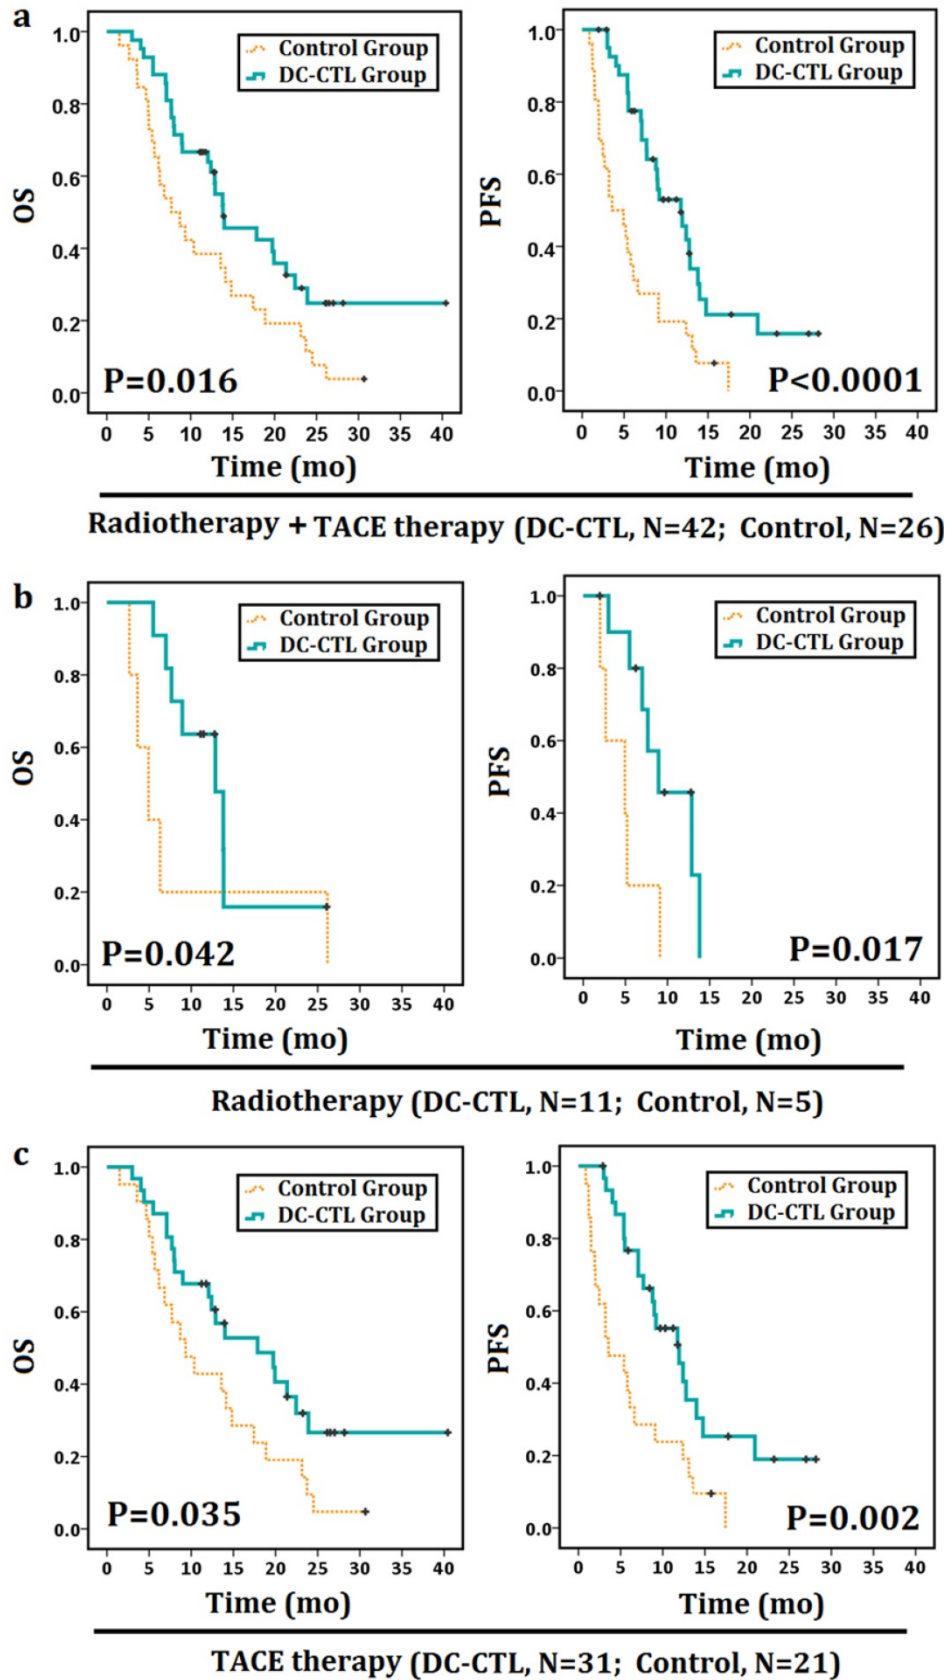 a
OS
1.0
0.8
0.6
0.4
0.2
0.0
Control Group
DC-CTL Group
P=0.016
0 5 10 15 20 25 30 35 40
Time (mo)
PFS
1.0
0.8
0.6
0.4
0.2
0.0
Control Group
DC-CTL Group
P<0.0001
0 5 10 15 20 25 30 35 40
Time (mo)
Radiotherapy + TACE therapy (DC-CTL, N=42; Control, N=26)
b
OS
1.0
0.8
0.6
0.4
0.2
0.0
Control Group
DC-CTL Group
P=0.042
0 5 10 15 20 25 30 35 40
Time (mo)
PFS
1.0
0.8
0.6
0.4
0.2
0.0
Control Group
DC-CTL Group
P=0.017
0 5 10 15 20 25 30 35 40
Time (mo)
Radiotherapy (DC-CTL, N=11; Control, N=5)
c
OS
1.0
0.8
0.6
0.4
0.2
0.0
Control Group
DC-CTL Group
P=0.035
0 5 10 15 20 25 30 35 40
Time (mo)
PFS
1.0
0.8
0.6
0.4
0.2
0.0
Control Group
DC-CTL Group
P=0.002
0 5 10 15 20 25 30 35 40
Time (mo)
TACE therapy (DC-CTL, N=31; Control, N=21)